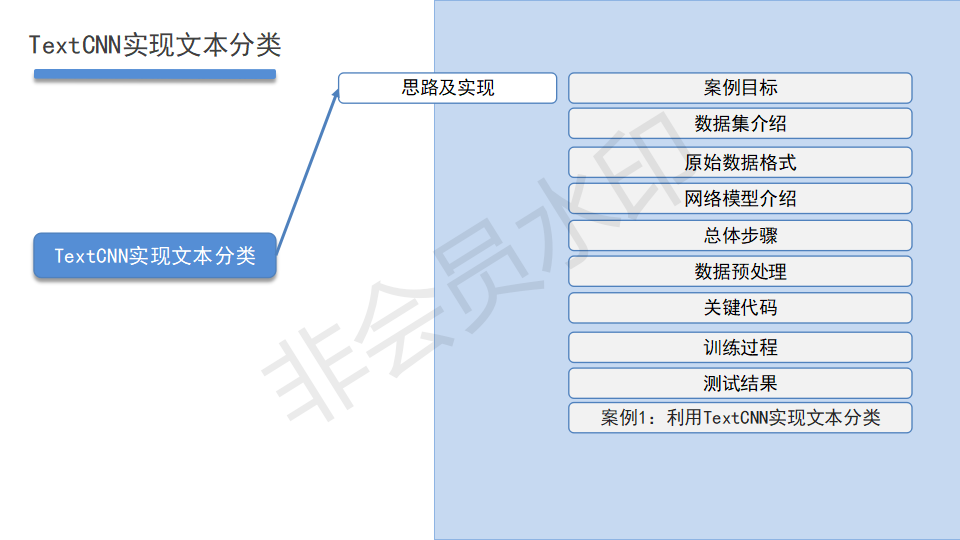 TextCNN实现文本分类
思路及实现
案例目标
数据集介绍
原始数据格式
网络模型介绍
总体步骤
TextCNN实现文本分类
数据预处理
关键代码
训练过程
测试结果
案例1：利用TextCNN实现文本分类
非会员水印